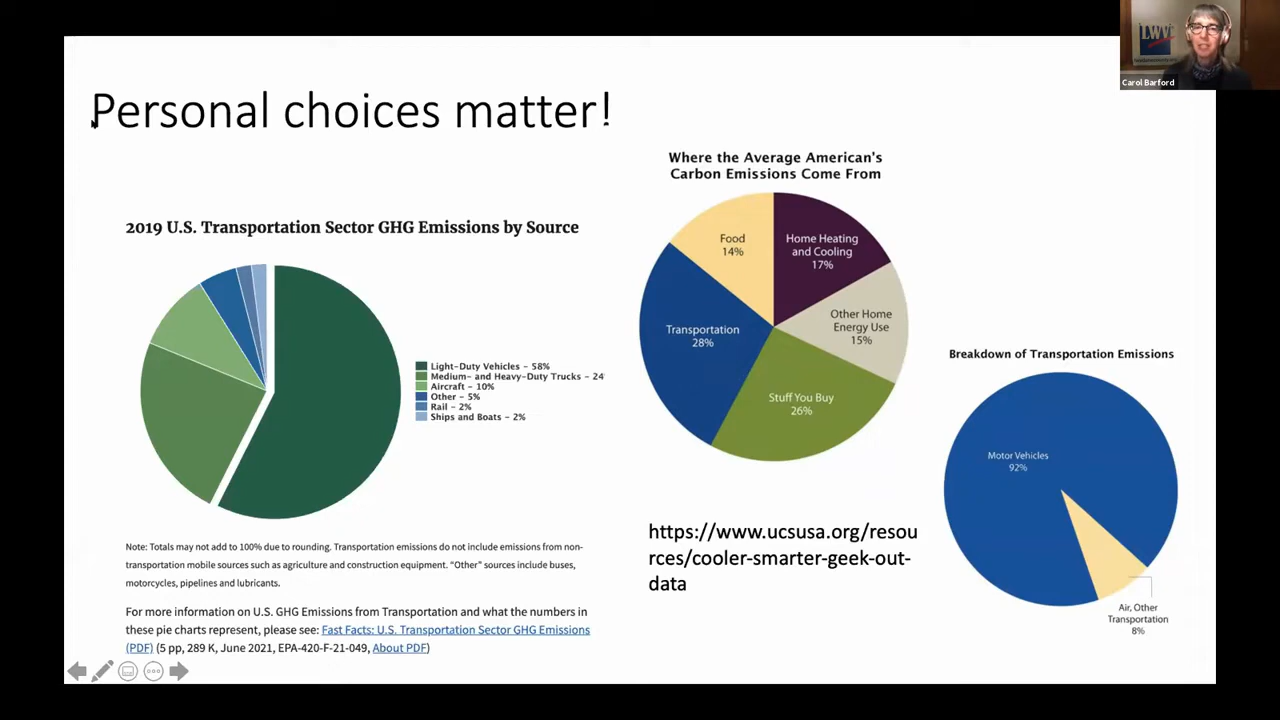 Personal choices matter!
2019 U.S. Transportation Sector GHG Emissions by Source
Light-Duty Vehicles – 58%
Medium- and Heavy-Duty Trucks – 24
Aircraft – 10%
Other – 5%
Rail – 2%
Ships and Boats – 2%
Note: Totals may not add to 100% due to rounding. Transportation emissions do not include emissions from non-
transportation mobile sources such as agriculture and construction equipment. “Other” sources include buses,
motorcycles, pipelines and lubricants.
For more information on U.S. GHG Emissions from Transportation and what the numbers in
these pie charts represent, please see: Fast Facts: U.S. Transportation Sector GHG Emissions
(PDF) (5 pp, 289 K, June 2021, EPA-420-F-21-049, About PDF)
Where the Average American's
Carbon Emissions Come From
Food
14%
Home Heating
and Cooling
17%
Transportation
28%
Other Home
Energy Use
15%
Stuff You Buy
26%
https://www.ucsusa.org/resou
rces/cooler-smarter-geek-out-
data
Breakdown of Transportation Emissions
Motor Vehicles
92%
Air, Other
Transportation
8%
LWV
Carol Barford